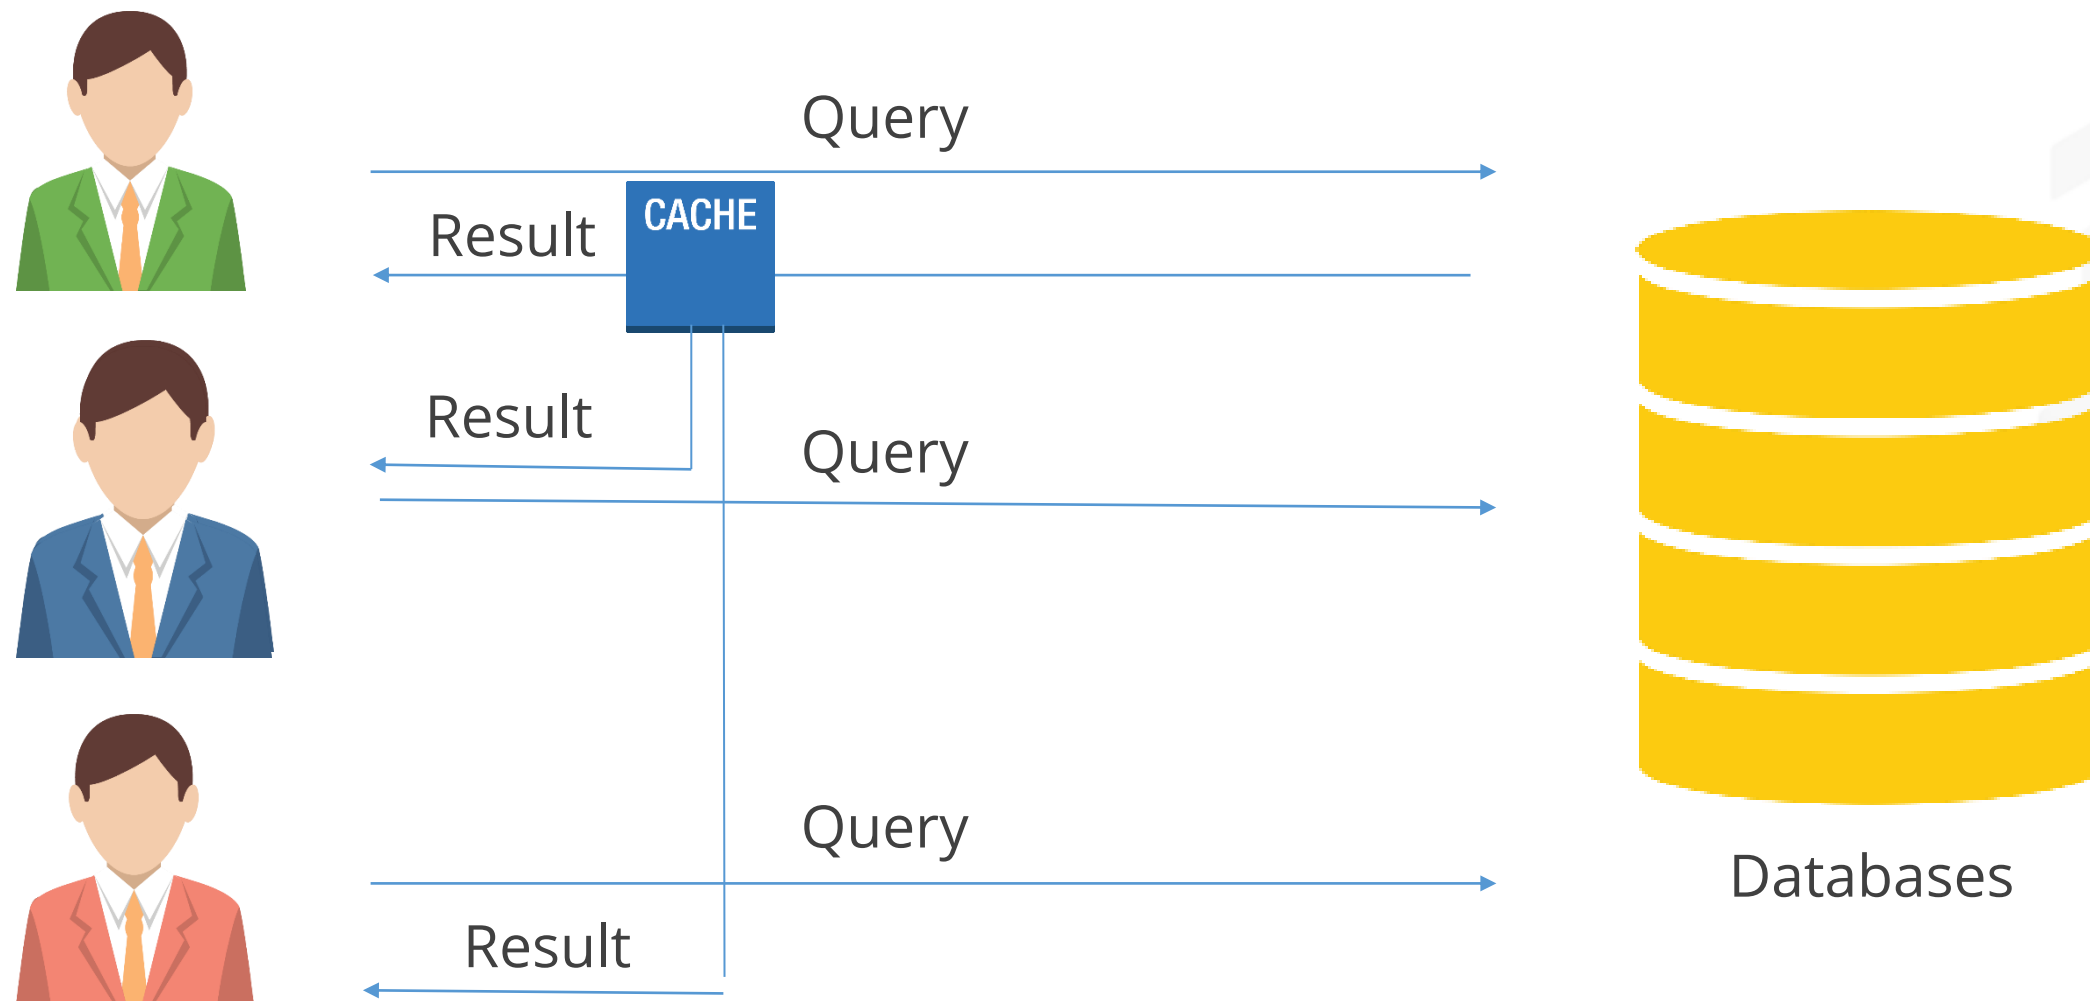 Query
CACHE
Result
Result
Query
Query
Databases
Result